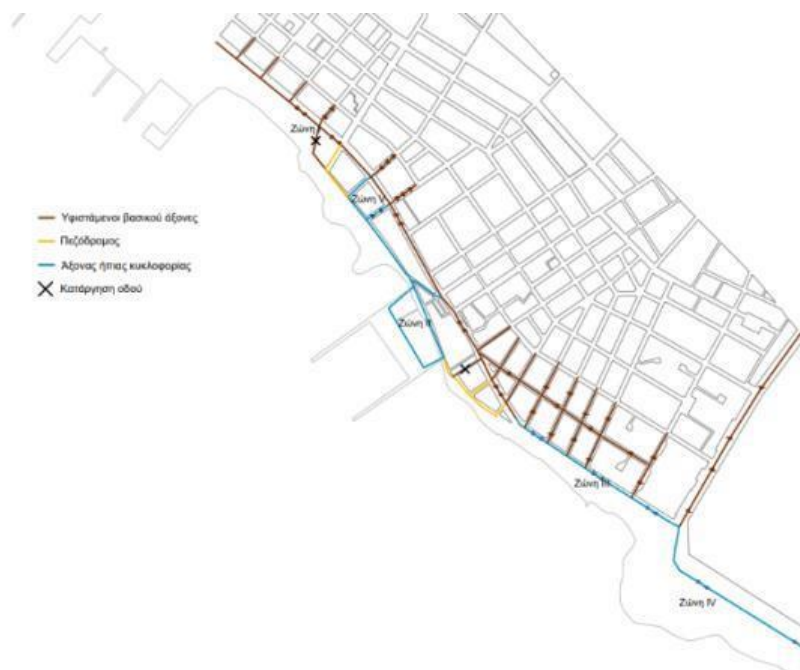 Ζώνη I
Ζώνη V
Υφιστάμενοι βασικού άξονες
Πεζόδρομος
Άξονας ήπιας κυκλοφορίας
Κατάργηση οδού
Ζώνη II
Ζώνη III
Ζώνη IV